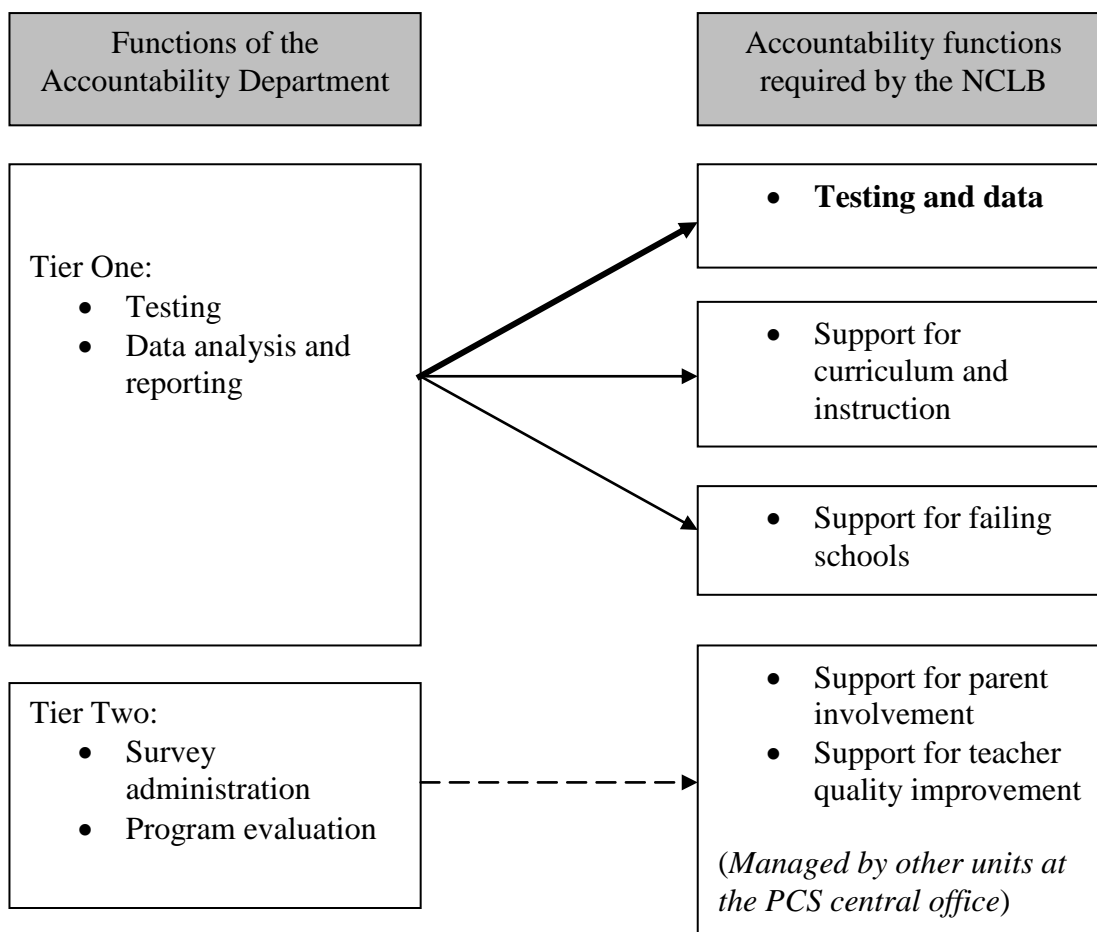 Functions of the
Accountability Department
Accountability functions
required by the NCLB
Tier One:
• Testing
• Data analysis and
reporting
• Testing and data
• Support for
curriculum and
instruction
• Support for failing
schools
Tier Two:
• Survey
administration
• Program evaluation
• Support for parent
involvement
• Support for teacher
quality improvement
(Managed by other units at
the PCS central office)